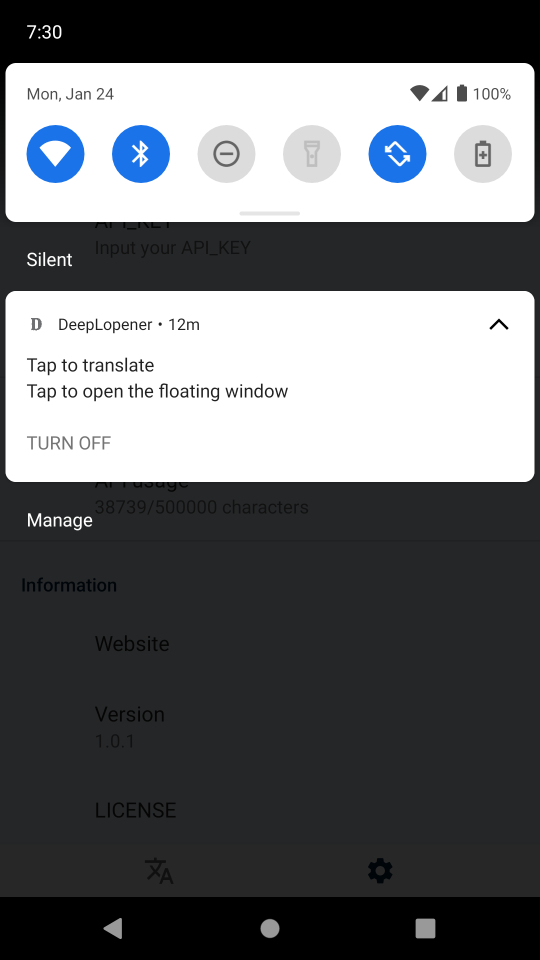 7:30
Mon, Jan 24
100%
API_KEY
Input your API_KEY
Silent
D DeepLopener • 12m
Tap to translate
Tap to open the floating window
TURN OFF
API usage
38739/500000 characters
Manage
Information
Website
Version
1.0.1
LICENSE